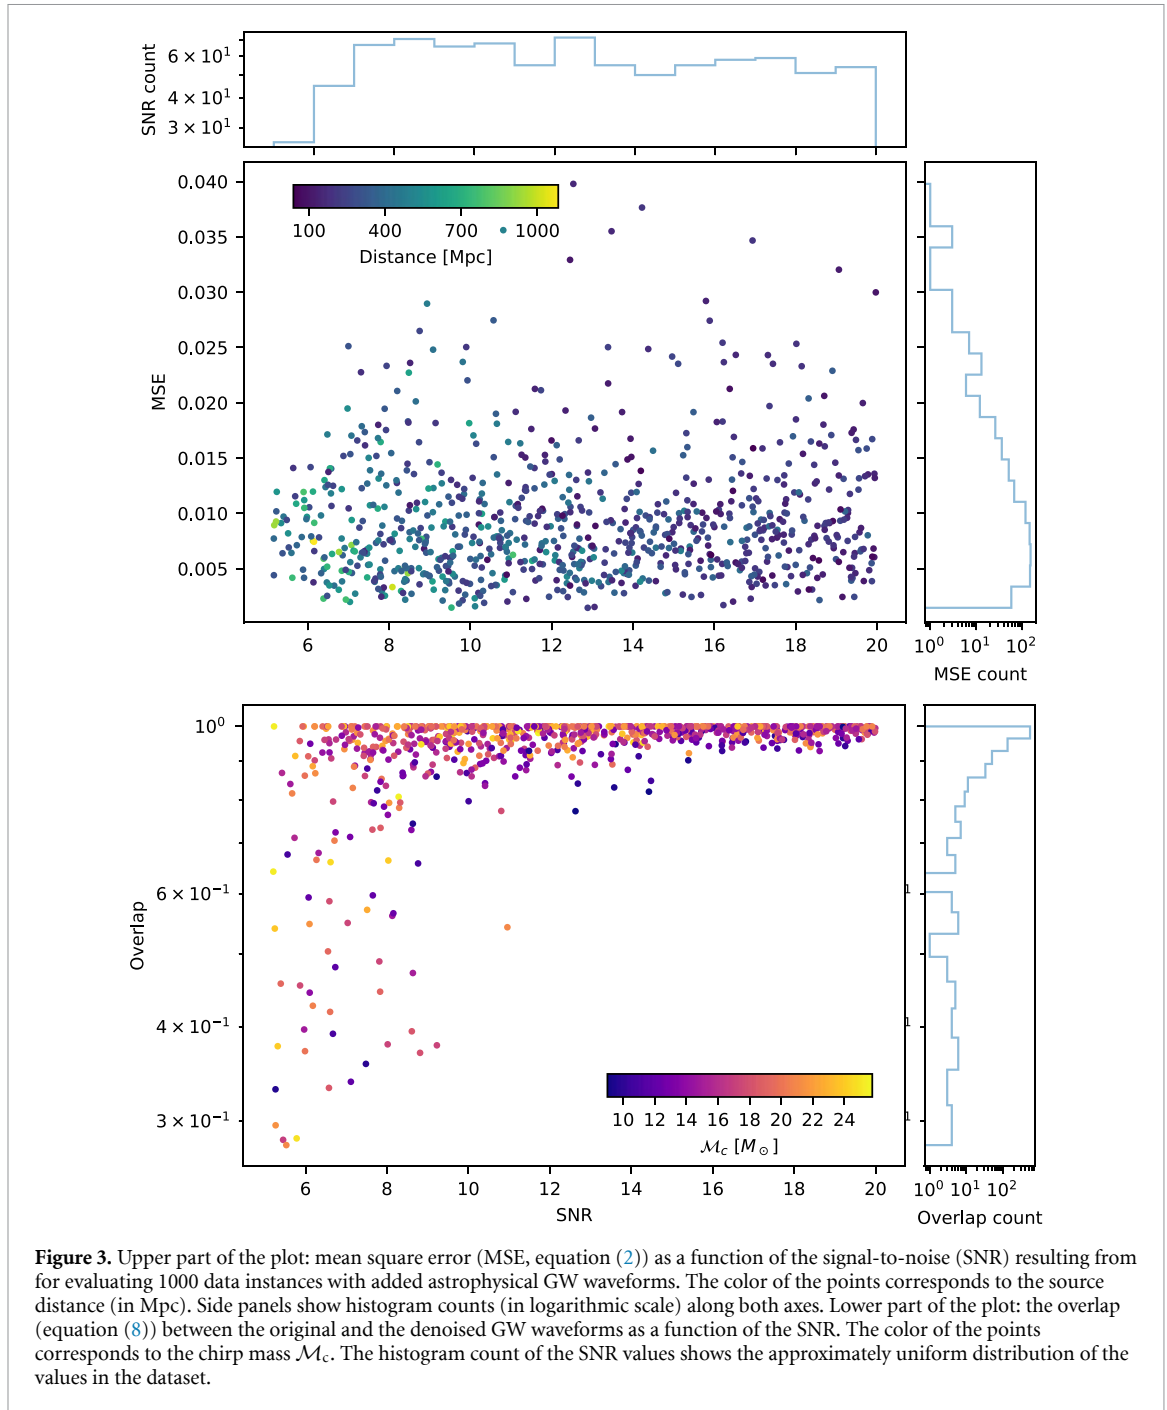 SNR count
6 × 10¹
4 × 10¹
3 × 10¹
MSE
0.040
0.035
0.030
0.025
0.020
0.015
0.010
0.005
100 400 700 1000
Distance [Mpc]
6 8 10 12 14 16 18 20
10⁰ 10¹ 10²
MSE count
Overlap
10⁰
6 × 10⁻¹
4 × 10⁻¹
3 × 10⁻¹
10 12 14 16 18 20 22 24
ℳc [M⊙]
6 8 10 12 14 16 18 20
SNR
1
1
1
10⁰ 10¹ 10²
Overlap count
Figure 3. Upper part of the plot: mean square error (MSE, equation (2)) as a function of the signal-to-noise (SNR) resulting from
for evaluating 1000 data instances with added astrophysical GW waveforms. The color of the points corresponds to the source
distance (in Mpc). Side panels show histogram counts (in logarithmic scale) along both axes. Lower part of the plot: the overlap
(equation (8)) between the original and the denoised GW waveforms as a function of the SNR. The color of the points
corresponds to the chirp mass ℳc. The histogram count of the SNR values shows the approximately uniform distribution of the
values in the dataset.